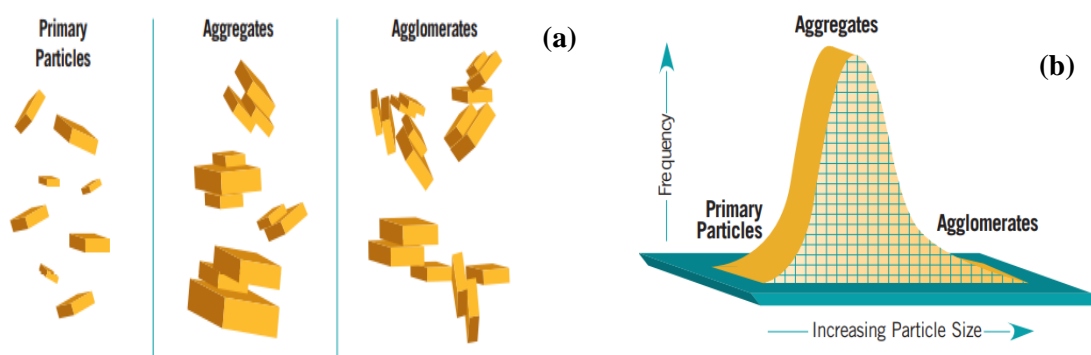 Primary
Particles
Aggregates
Agglomerates
(a)
Aggregates
(b)
Frequency
Primary
Particles
Agglomerates
Increasing Particle Size